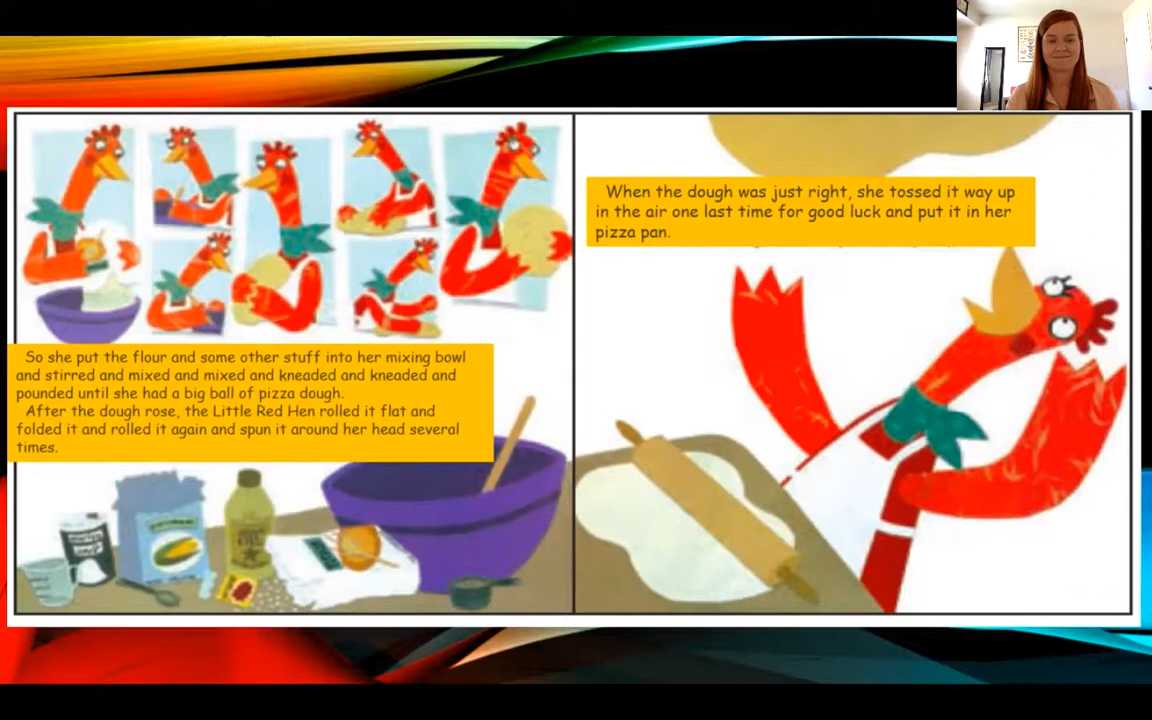 So she put the flour and some other stuff into her mixing bowl
and stirred and mixed and mixed and kneaded and kneaded and
pounded until she had a big ball of pizza dough.
After the dough rose, the Little Red Hen rolled it flat and
folded it and rolled it again and spun it around her head several
times.
When the dough was just right, she tossed it way up
in the air one last time for good luck and put it in her
pizza pan.